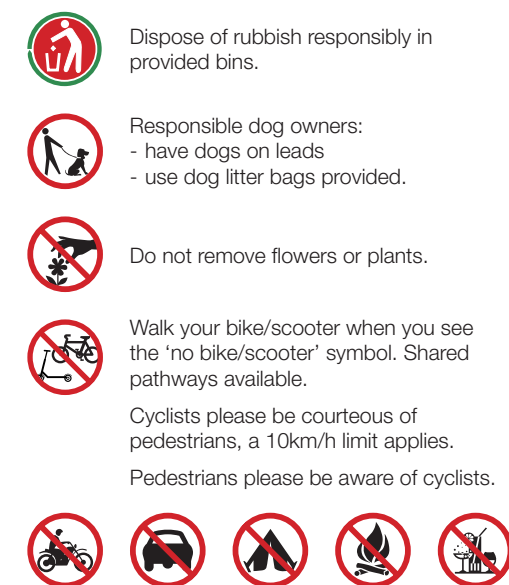 Dispose of rubbish responsibly in
provided bins.
Responsible dog owners:
- have dogs on leads
- use dog litter bags provided.
Do not remove flowers or plants.
Walk your bike/scooter when you see
the ‘no bike/scooter’ symbol. Shared
pathways available.
Cyclists please be courteous of
pedestrians, a 10km/h limit applies.
Pedestrians please be aware of cyclists.